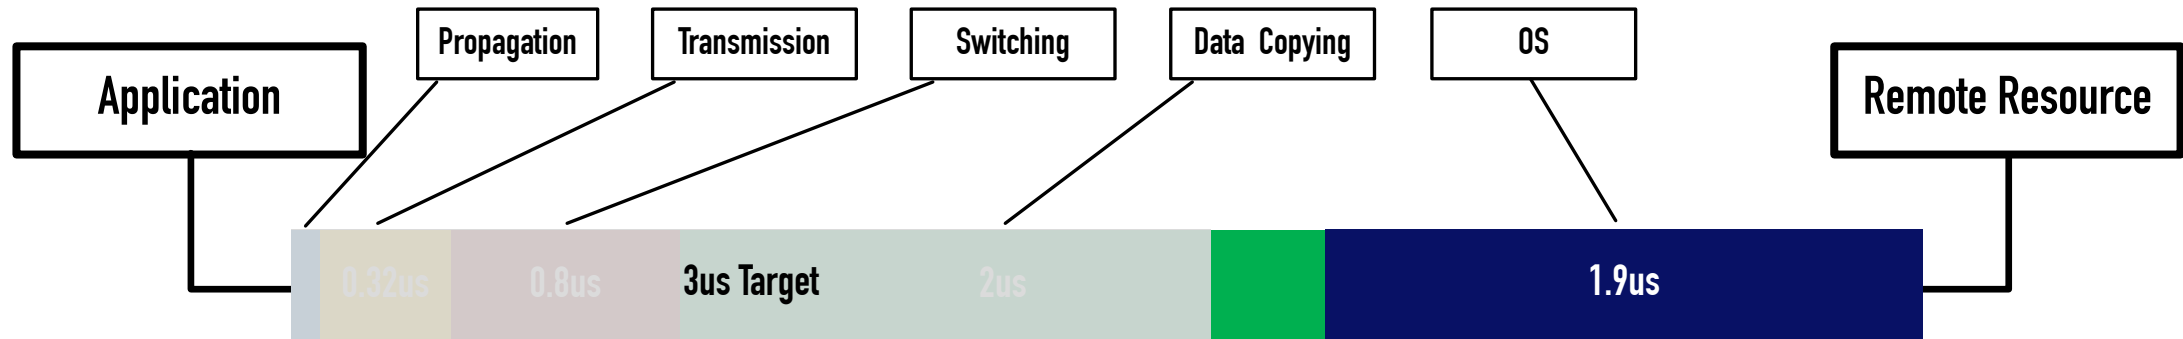 Propagation
Transmission
Switching
Data Copying
OS
Application
Remote Resource
0.32us
0.8us
3us Target
2us
1.9us